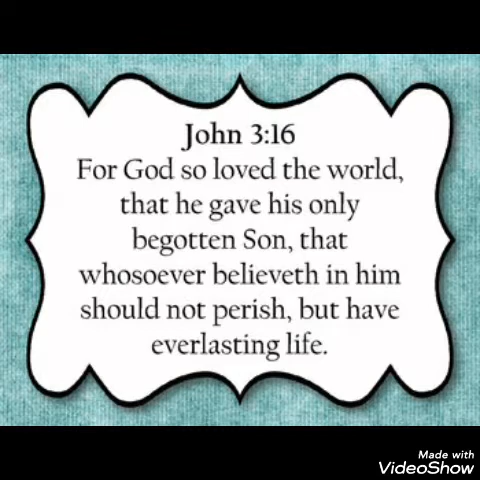 John 3:16
For God so loved the world,
that he gave his only
begotten Son, that
whosoever believeth in him
should not perish, but have
everlasting life.
Made with
VideoShow